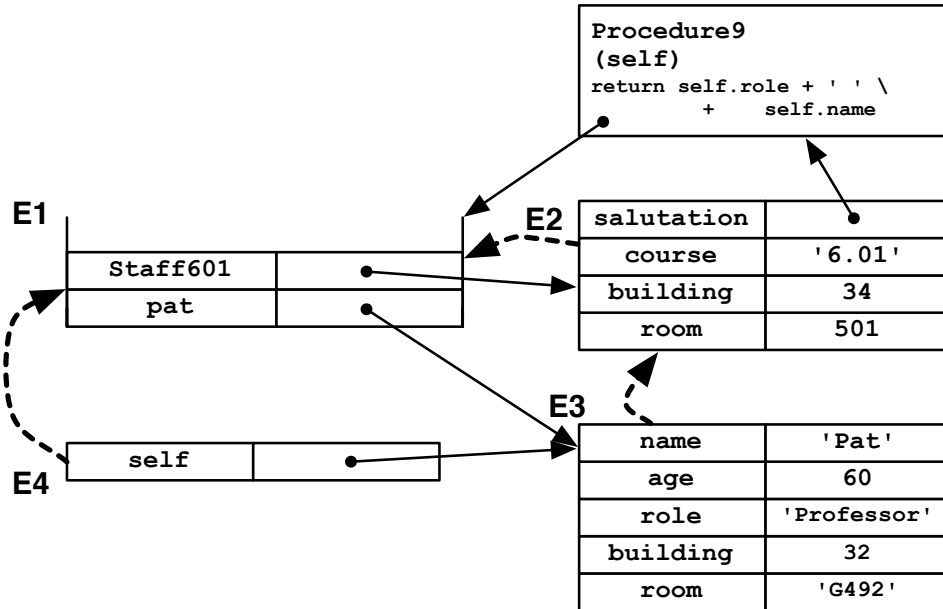 Procedure9
(self)
return self.role + ' ' \
+ self.name
E1
Staff601
pat
E2
salutation
course '6.01'
building 34
room 501
E3
name 'Pat'
age 60
role 'Professor'
building 32
room 'G492'
E4
self